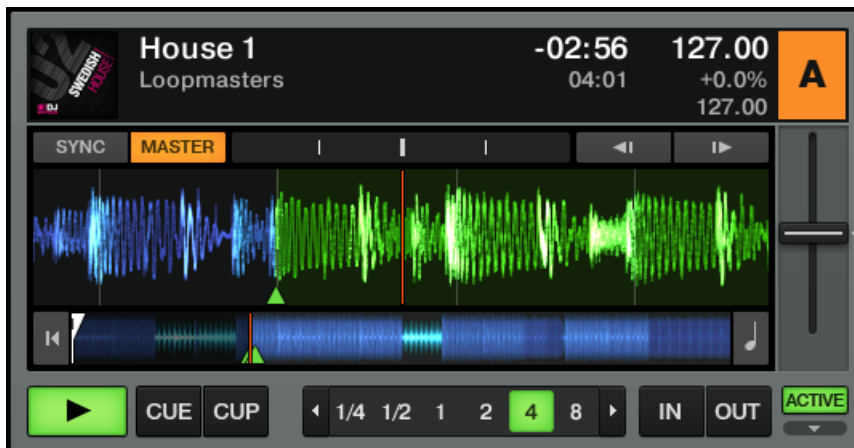 House 1 -02:56 127.00 A
Loopmasters 04:01 +0.0%
127.00
02 SWEDISH HOUSE
DJ
SYNC MASTER
CUE CUP 1/4 1/2 1 2 4 8 IN OUT ACTIVE